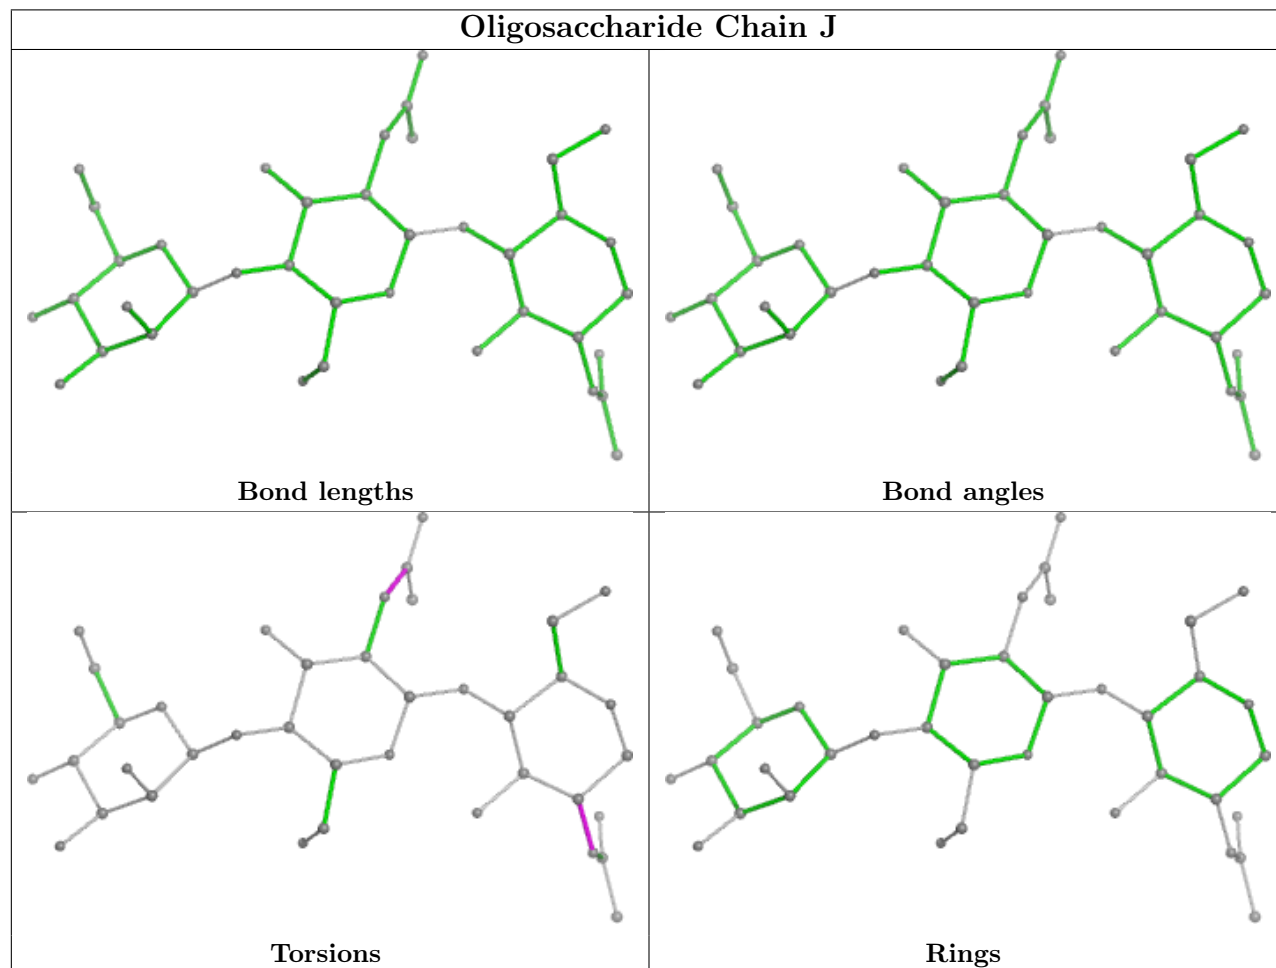 Oligosaccharide Chain J
Bond lengths
Bond angles
Torsions
Rings